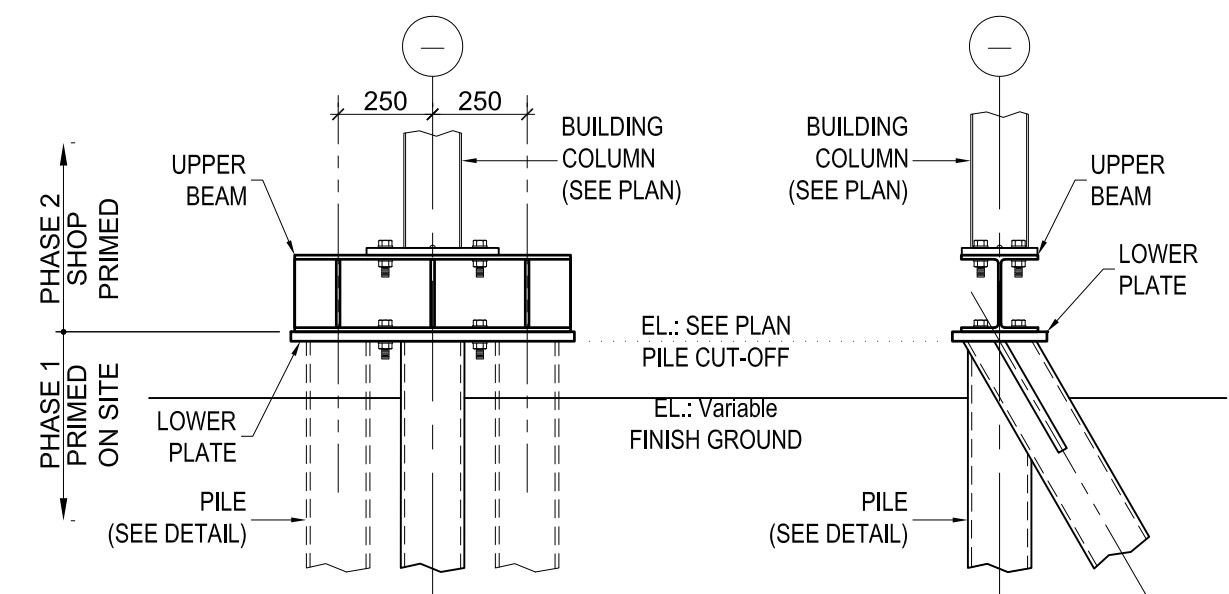 250
250
BUILDING
COLUMN
(SEE PLAN)
UPPER
BEAM
PHASE 2
SHOP
PRIMED
PHASE 1
PRIMED
ON SITE
LOWER
PLATE
PILE
(SEE DETAIL)
EL.: SEE PLAN
PILE CUT-OFF
EL.: Variable
FINISH GROUND
BUILDING
COLUMN
(SEE PLAN)
UPPER
BEAM
LOWER
PLATE
PILE
(SEE DETAIL)